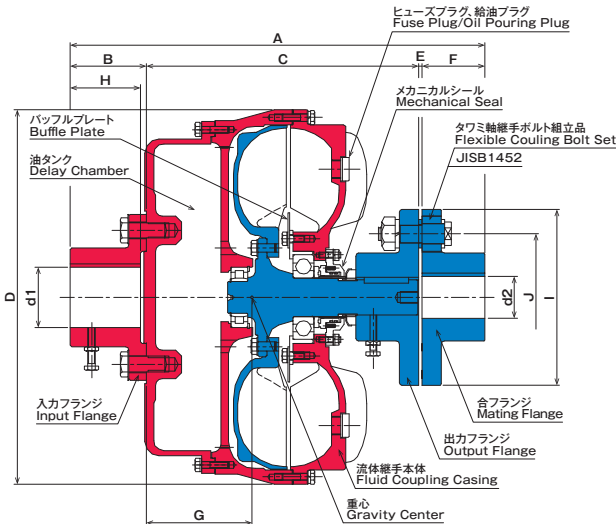 ヒューズプラグ、給油プラグ
Fuse Plug/Oil Pouring Plug
A
B
C
E
F
H
メカニカルシール
Mechanical Seal
バッフルプレート
Buffle Plate
タワミ軸継手ボルト組立品
Flexible Couling Bolt Set
JISB1452
油タンク
Delay Chamber
D
d1
d2
J
I
入力フランジ
Input Flange
合フランジ
Mating Flange
出力フランジ
Output Flange
流体継手本体
Fluid Coupling Casing
重心
Gravity Center
G